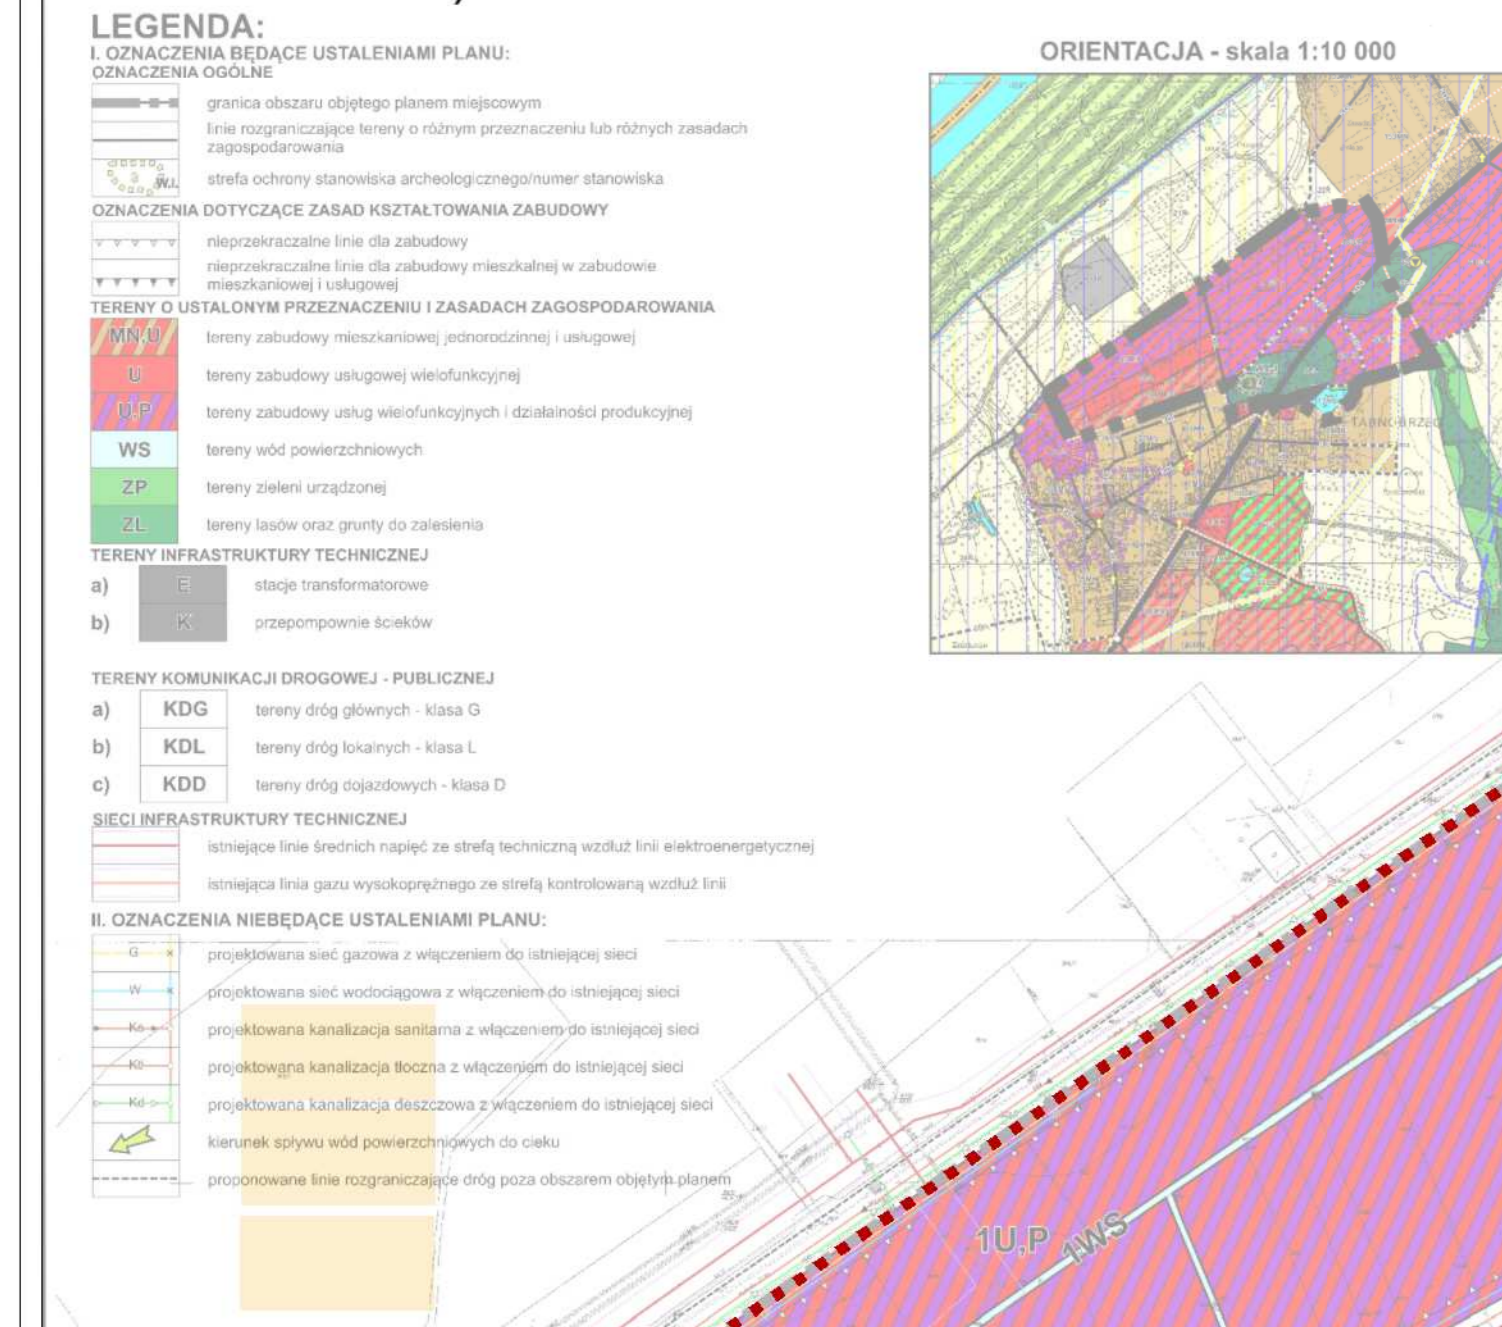 LEGENDA:
I. OZNACZENIA BĘDĄCE USTALENIAMI PLANU:
OZNACZENIA OGÓLNE
granica obszaru objętego planem miejscowym
linie rozgraniczające tereny o różnym przeznaczeniu lub różnych zasadach
zagospodarowania
W.I. strefa ochrony stanowiska archeologicznego/numer stanowiska
OZNACZENIA DOTYCZĄCE ZASAD KSZTAŁTOWANIA ZABUDOWY
nieprzekraczalne linie dla zabudowy
nieprzekraczalne linie dla zabudowy mieszkalnej w zabudowie
mieszkaniowej i usługowej
TERENY O USTALONYM PRZEZNACZENIU I ZASADACH ZAGOSPODAROWANIA
MN,U tereny zabudowy mieszkaniowej jednorodzinnej i usługowej
U tereny zabudowy usługowej wielofunkcyjnej
U,P tereny zabudowy usług wielofunkcyjnych i działalności produkcyjnej
WS tereny wód powierzchniowych
ZP tereny zieleni urządzonej
ZL tereny lasów oraz grunty do zalesienia
TERENY INFRASTRUKTURY TECHNICZNEJ
a) E stacje transformatorowe
b) K przepompownie ścieków
TERENY KOMUNIKACJI DROGOWEJ - PUBLICZNEJ
a) KDG tereny dróg głównych - klasa G
b) KDL tereny dróg lokalnych - klasa L
c) KDD tereny dróg dojazdowych - klasa D
SIECI INFRASTRUKTURY TECHNICZNEJ
istniejące linie średnich napięć ze strefą techniczną wzdłuż linii elektroenergetycznej
istniejąca linia gazu wysokoprężnego ze strefą kontrolowaną wzdłuż linii
II. OZNACZENIA NIEBĘDĄCE USTALENIAMI PLANU:
G projektowana sieć gazowa z włączeniem do istniejącej sieci
W projektowana sieć wodociągowa z włączeniem do istniejącej sieci
Ks projektowana kanalizacja sanitarna z włączeniem do istniejącej sieci
Kt projektowana kanalizacja tłoczna z włączeniem do istniejącej sieci
Kd projektowana kanalizacja deszczowa z włączeniem do istniejącej sieci
kierunek spływu wód powierzchniowych do cieku
proponowane linie rozgraniczające dróg poza obszarem objętym planem
ORIENTACJA - skala 1:10 000
TARNOBRZEG
1U,P
1WS